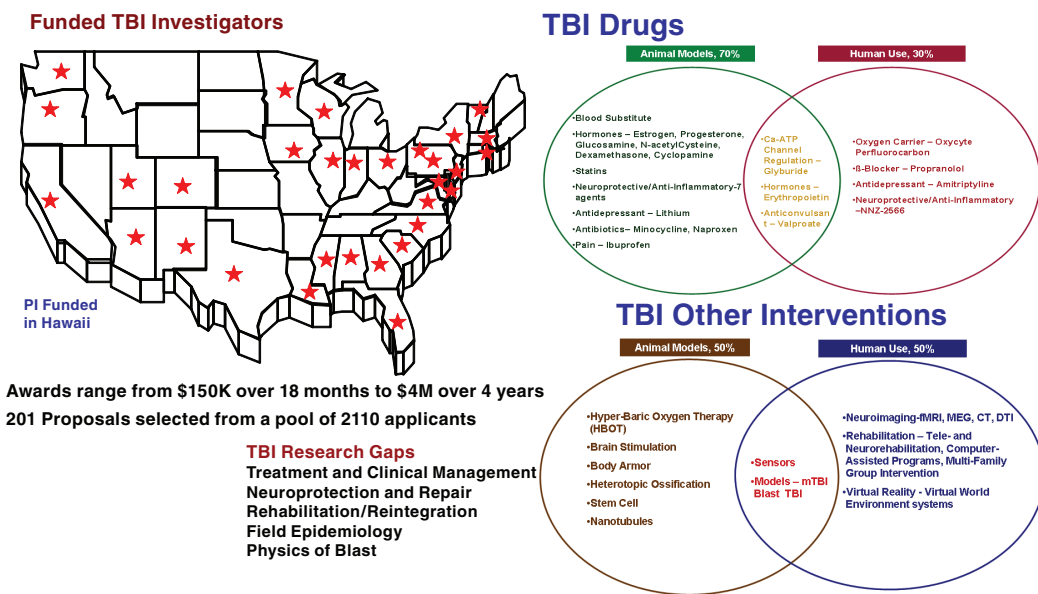 Funded TBI Investigators
PI Funded
in Hawaii
Awards range from $150K over 18 months to $4M over 4 years
201 Proposals selected from a pool of 2110 applicants
TBI Research Gaps
Treatment and Clinical Management
Neuroprotection and Repair
Rehabilitation/Reintegration
Field Epidemiology
Physics of Blast
TBI Drugs
Animal Models, 70%
Human Use, 30%
•Blood Substitute
•Hormones – Estrogen, Progesterone,
Glucosamine, N-acetylCysteine,
Dexamethasone, Cyclopamine
•Statins
•Neuroprotective/Anti-Inflammatory-7
agents
•Antidepressant – Lithium
•Antibiotics– Minocycline, Naproxen
•Pain – Ibuprofen
•Ca-ATP
Channel
Regulation –
Glyburide
•Hormones –
Erythropoietin
•Anticonvulsan
t – Valproate
•Oxygen Carrier – Oxycyte
Perfluorocarbon
•ß-Blocker – Propranolol
•Antidepressant – Amitriptyline
•Neuroprotective/Anti-Inflammatory
–NNZ-2566
TBI Other Interventions
Animal Models, 50%
Human Use, 50%
•Hyper-Baric Oxygen Therapy
(HBOT)
•Brain Stimulation
•Body Armor
•Heterotopic Ossification
•Stem Cell
•Nanotubules
•Sensors
•Models – mTBI
Blast TBI
•Neuroimaging-fMRI, MEG, CT, DTI
•Rehabilitation – Tele- and
Neurorehabilitation, Computer-
Assisted Programs, Multi-Family
Group Intervention
•Virtual Reality - Virtual World
Environment systems